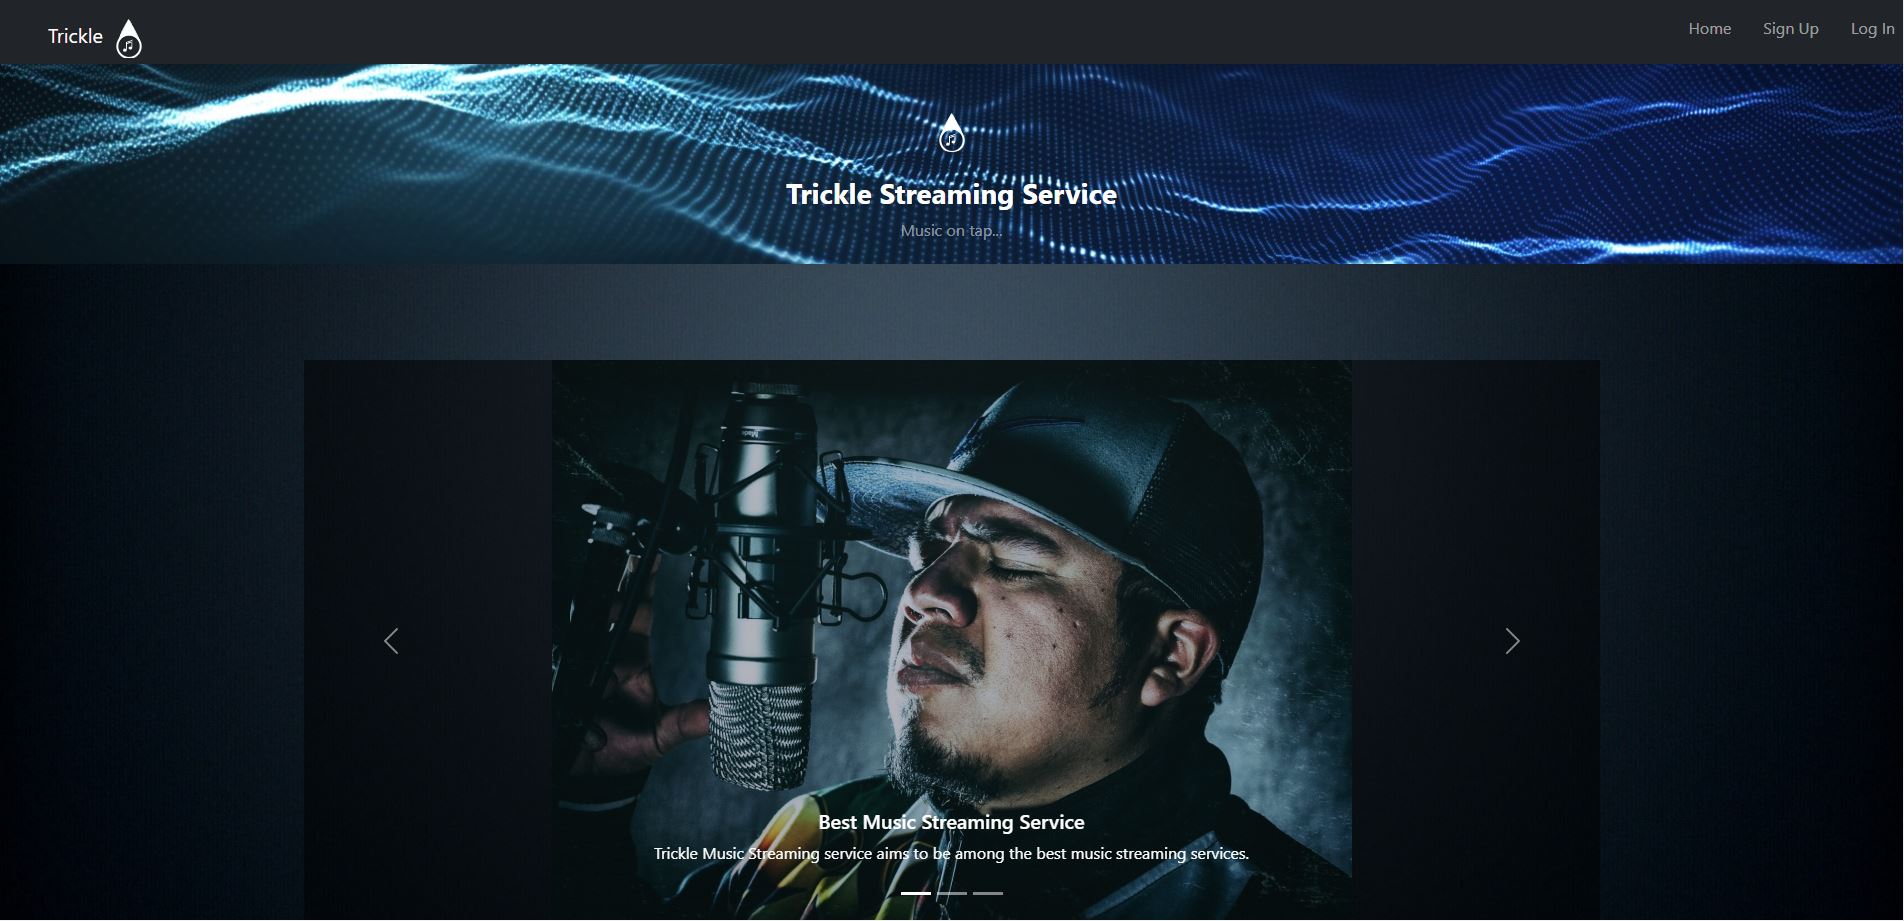 Trickle
Home Sign Up Log In
Trickle Streaming Service
Music on tap...
Best Music Streaming Service
Trickle Music Streaming service aims to be among the best music streaming services.